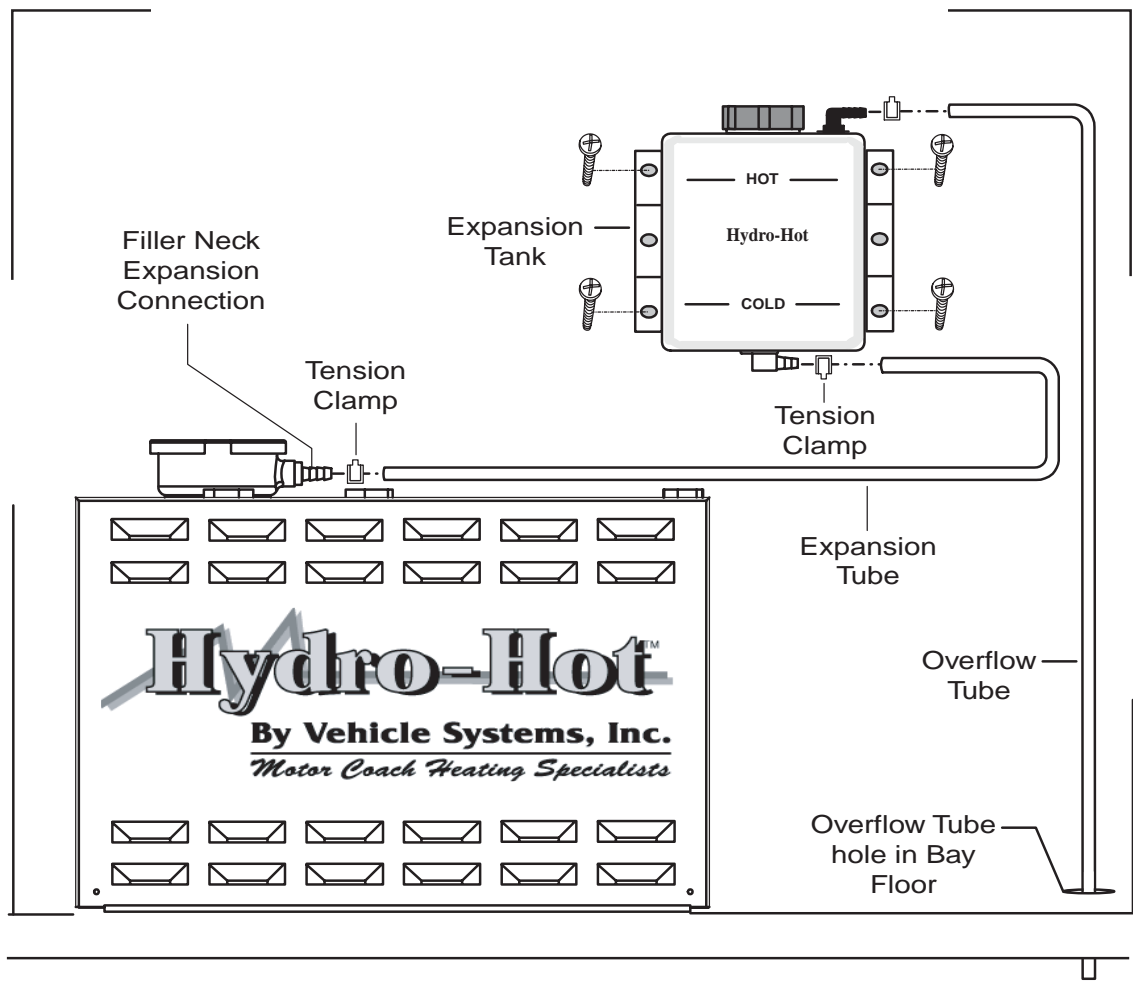 HOT
Hydro-Hot
COLD
Expansion
Tank
Filler Neck
Expansion
Connection
Tension
Clamp
Tension
Clamp
Expansion
Tube
Hydro-Hot™
By Vehicle Systems, Inc.
Motor Coach Heating Specialists
Overflow
Tube
Overflow Tube
hole in Bay
Floor